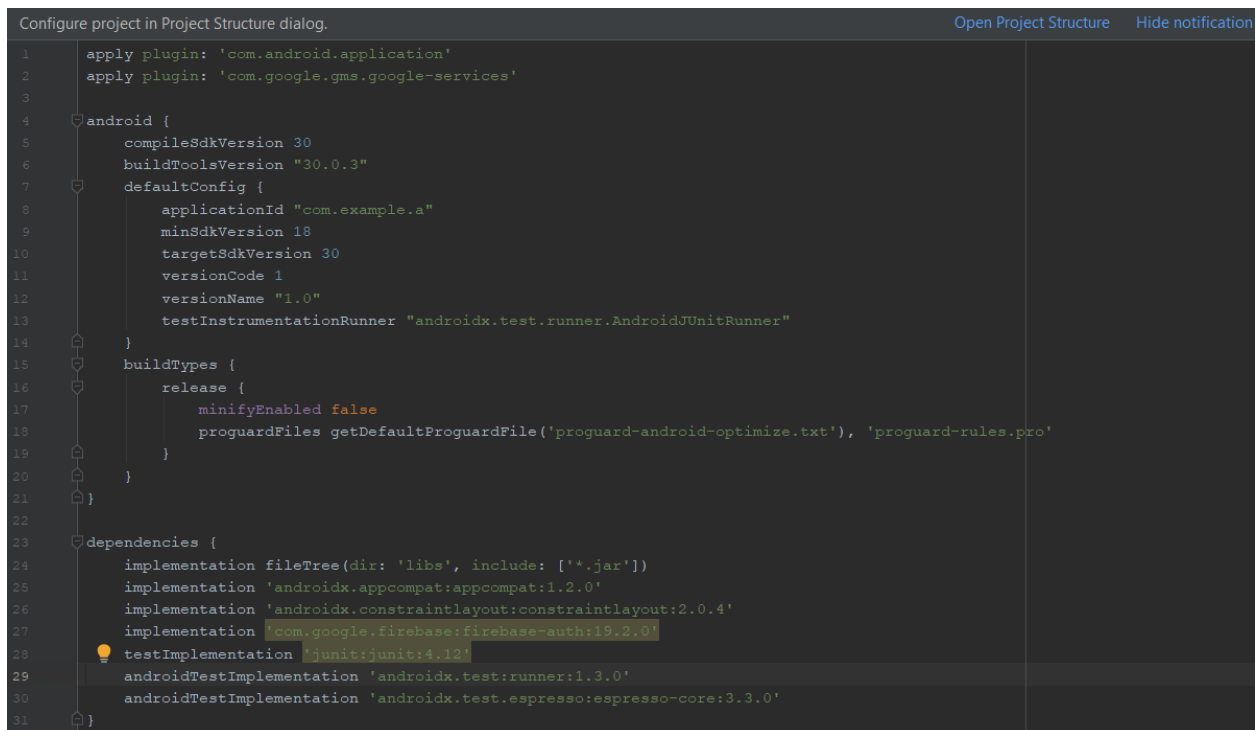 Configure project in Project Structure dialog. Open Project Structure Hide notification
1 apply plugin: 'com.android.application'
2 apply plugin: 'com.google.gms.google-services'
3
4 android {
5 compileSdkVersion 30
6 buildToolsVersion "30.0.3"
7 defaultConfig {
8 applicationId "com.example.a"
9 minSdkVersion 18
10 targetSdkVersion 30
11 versionCode 1
12 versionName "1.0"
13 testInstrumentationRunner "androidx.test.runner.AndroidJUnitRunner"
14 }
15 buildTypes {
16 release {
17 minifyEnabled false
18 proguardFiles getDefaultProguardFile('proguard-android-optimize.txt'), 'proguard-rules.pro'
19 }
20 }
21 }
22
23 dependencies {
24 implementation fileTree(dir: 'libs', include: ['*.jar'])
25 implementation 'androidx.appcompat:appcompat:1.2.0'
26 implementation 'androidx.constraintlayout:constraintlayout:2.0.4'
27 implementation 'com.google.firebase:firebase-auth:19.2.0'
28 testImplementation 'junit:junit:4.12'
29 androidTestImplementation 'androidx.test:runner:1.3.0'
30 androidTestImplementation 'androidx.test.espresso:espresso-core:3.3.0'
31 }